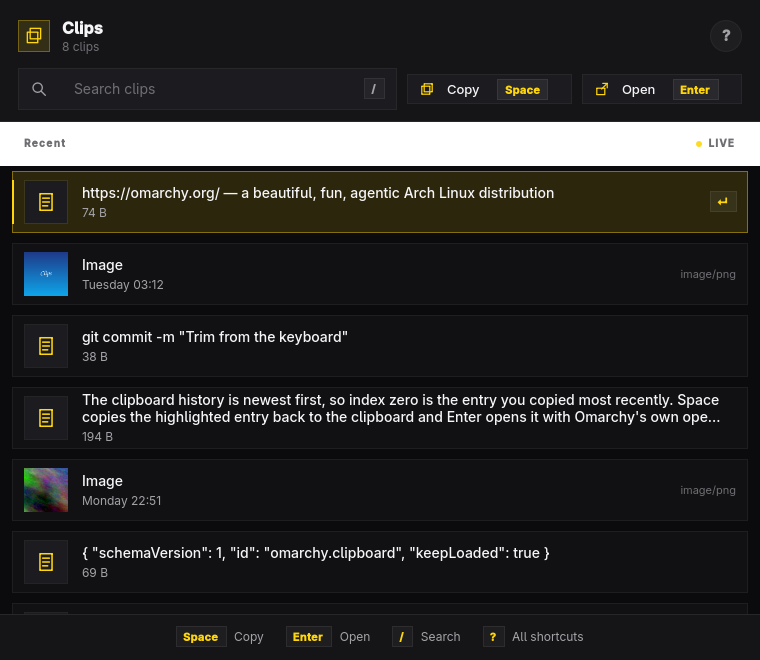 Clips
8 clips
?
Search clips
/
Copy Space
Open Enter
Recent
LIVE
https://omarchy.org/ — a beautiful, fun, agentic Arch Linux distribution
74 B
Image
Tuesday 03:12
image/png
git commit -m "Trim from the keyboard"
38 B
The clipboard history is newest first, so index zero is the entry you copied most recently. Space
copies the highlighted entry back to the clipboard and Enter opens it with Omarchy's own ope…
194 B
Image
Monday 22:51
image/png
{ "schemaVersion": 1, "id": "omarchy.clipboard", "keepLoaded": true }
69 B
Space Copy Enter Open / Search ? All shortcuts